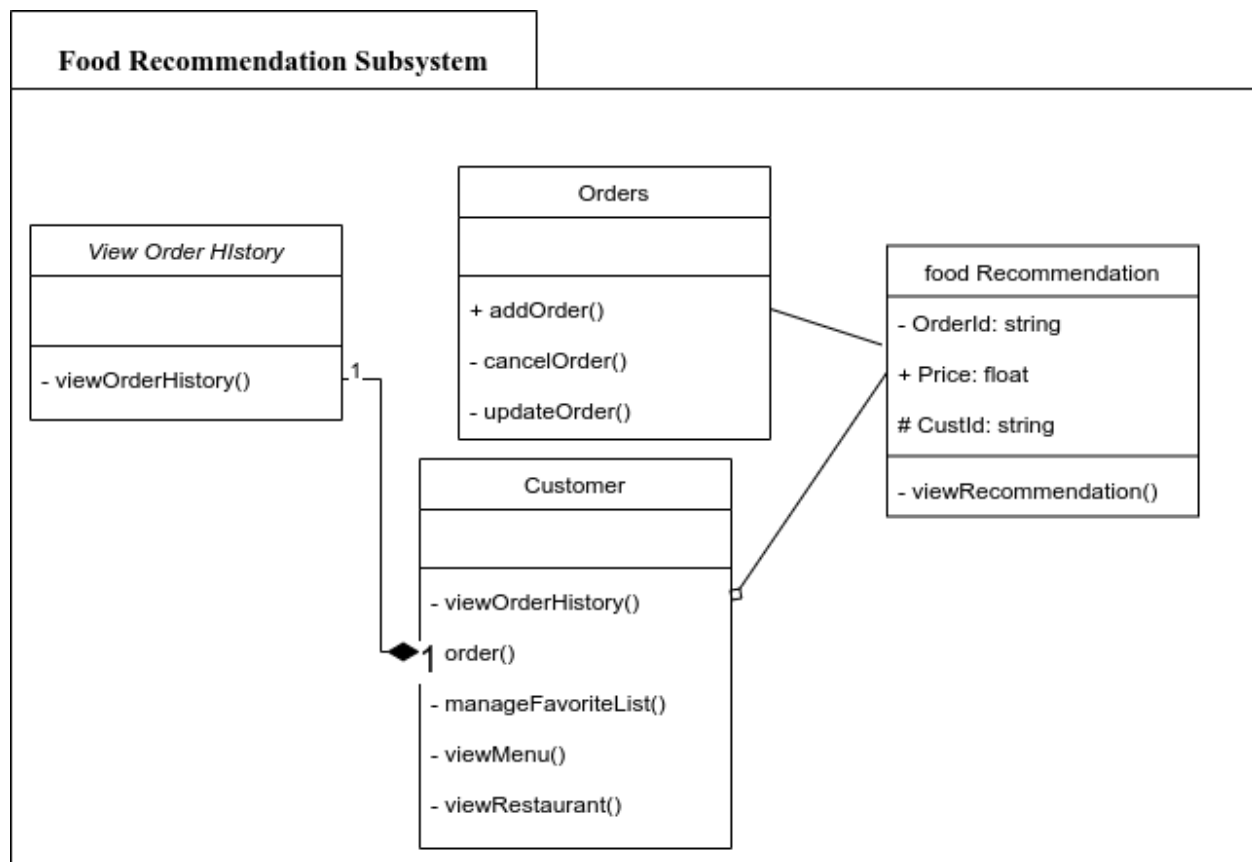 Food Recommendation Subsystem
Orders
+ addOrder()
- cancelOrder()
- updateOrder()
View Order HIstory
- viewOrderHistory()
1
food Recommendation
- OrderId: string
+ Price: float
# CustId: string
- viewRecommendation()
Customer
- viewOrderHistory()
1 order()
- manageFavoriteList()
- viewMenu()
- viewRestaurant()